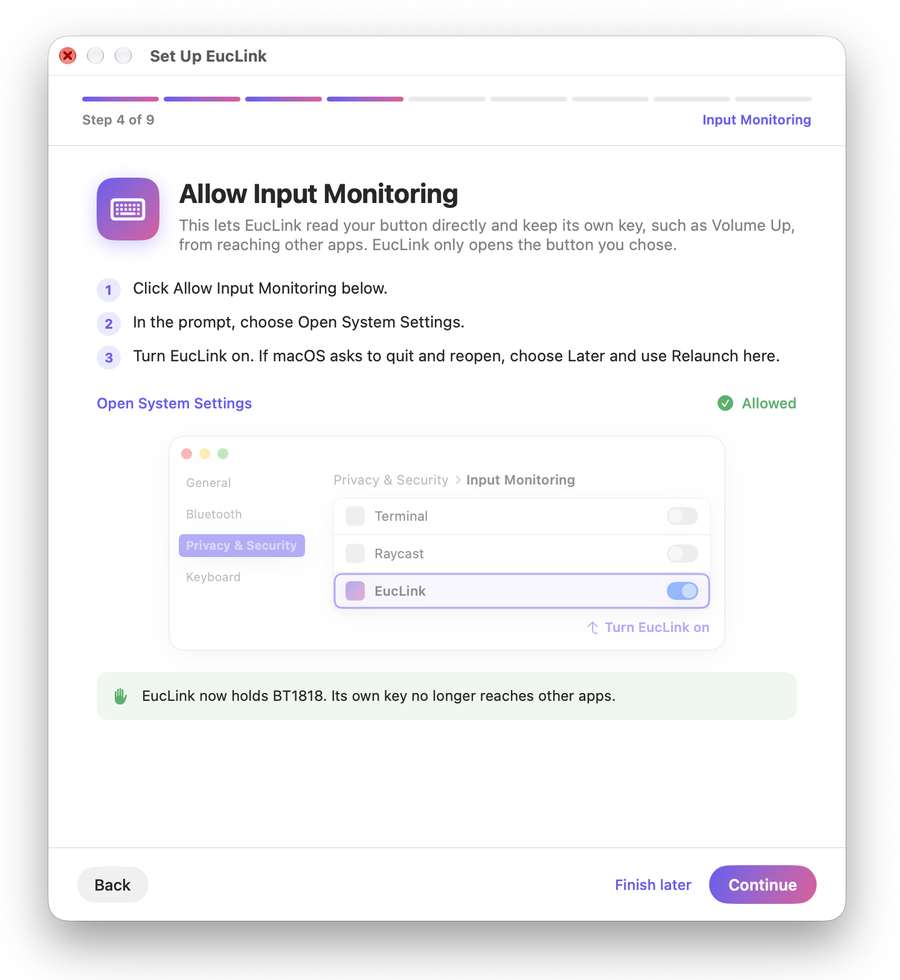 Set Up EucLink
Step 4 of 9
Input Monitoring
Allow Input Monitoring
This lets EucLink read your button directly and keep its own key, such as Volume Up,
from reaching other apps. EucLink only opens the button you chose.
1 Click Allow Input Monitoring below.
2 In the prompt, choose Open System Settings.
3 Turn EucLink on. If macOS asks to quit and reopen, choose Later and use Relaunch here.
Open System Settings
Allowed
General
Bluetooth
Privacy & Security
Keyboard
Privacy & Security > Input Monitoring
Terminal
Raycast
EucLink
Turn EucLink on
EucLink now holds BT1818. Its own key no longer reaches other apps.
Back
Finish later
Continue